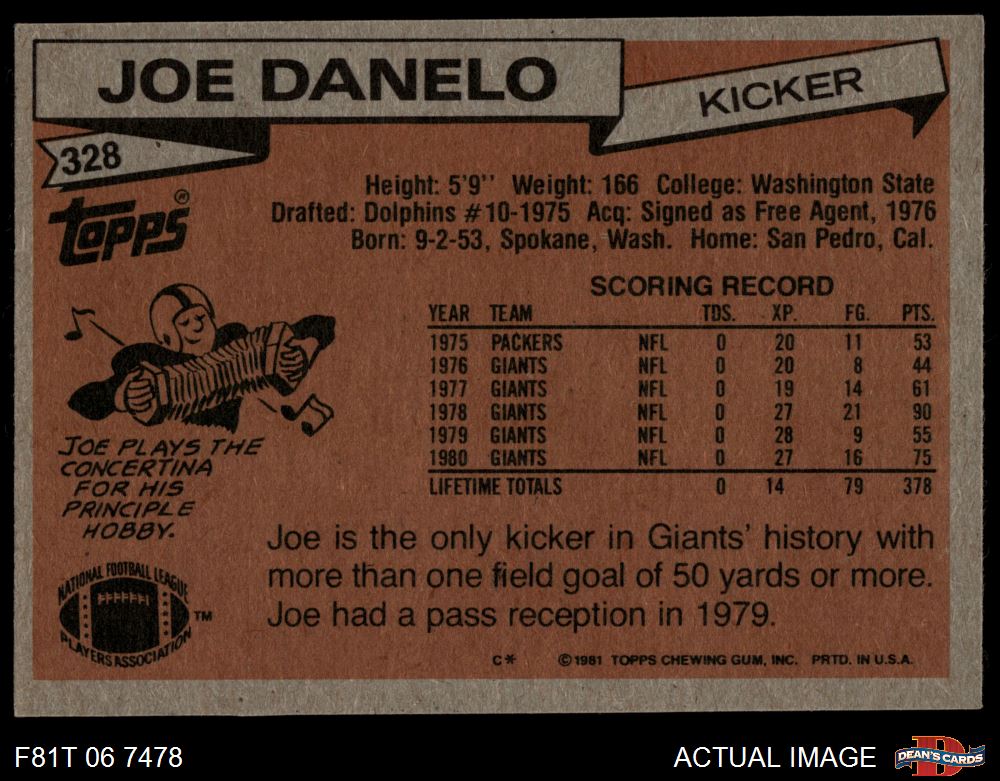 JOE DANELO
KICKER
328
TOPPS®
Height: 5'9'' Weight: 166 College: Washington State
Drafted: Dolphins #10-1975 Acq: Signed as Free Agent, 1976
Born: 9-2-53, Spokane, Wash. Home: San Pedro, Cal.
SCORING RECORD
YEAR TEAM TDS. XP. FG. PTS.
1975 PACKERS NFL 0 20 11 53
1976 GIANTS NFL 0 20 8 44
1977 GIANTS NFL 0 19 14 61
1978 GIANTS NFL 0 27 21 90
1979 GIANTS NFL 0 28 9 55
1980 GIANTS NFL 0 27 16 75
LIFETIME TOTALS 0 14 79 378
JOE PLAYS THE
CONCERTINA
FOR HIS
PRINCIPLE
HOBBY.
Joe is the only kicker in Giants' history with
more than one field goal of 50 yards or more.
Joe had a pass reception in 1979.
NATIONAL FOOTBALL LEAGUE
PLAYERS ASSOCIATION
TM
C* ©1981 TOPPS CHEWING GUM, INC. PRTD. IN U.S.A.
F81T 06 7478
ACTUAL IMAGE
D
DEAN'S CARDS